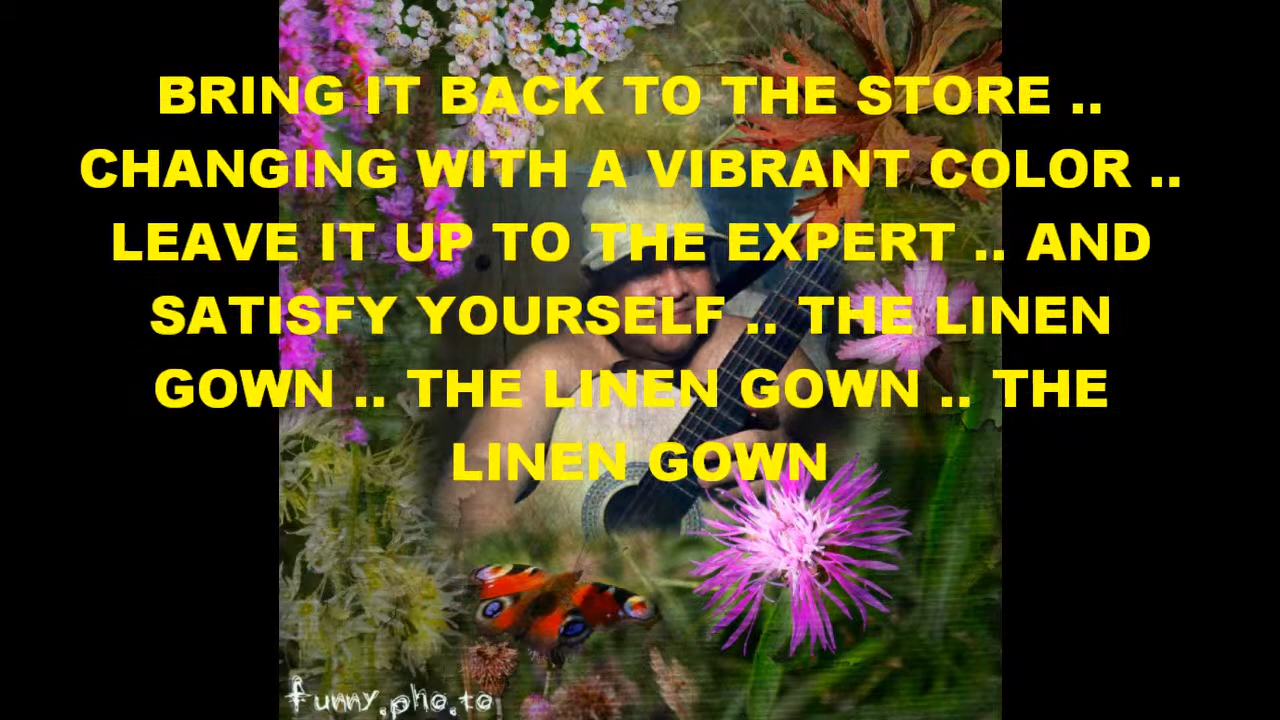 BRING IT BACK TO THE STORE ..
CHANGING WITH A VIBRANT COLOR ..
LEAVE IT UP TO THE EXPERT .. AND
SATISFY YOURSELF .. THE LINEN
GOWN .. THE LINEN GOWN .. THE
LINEN GOWN
funny.pho.to